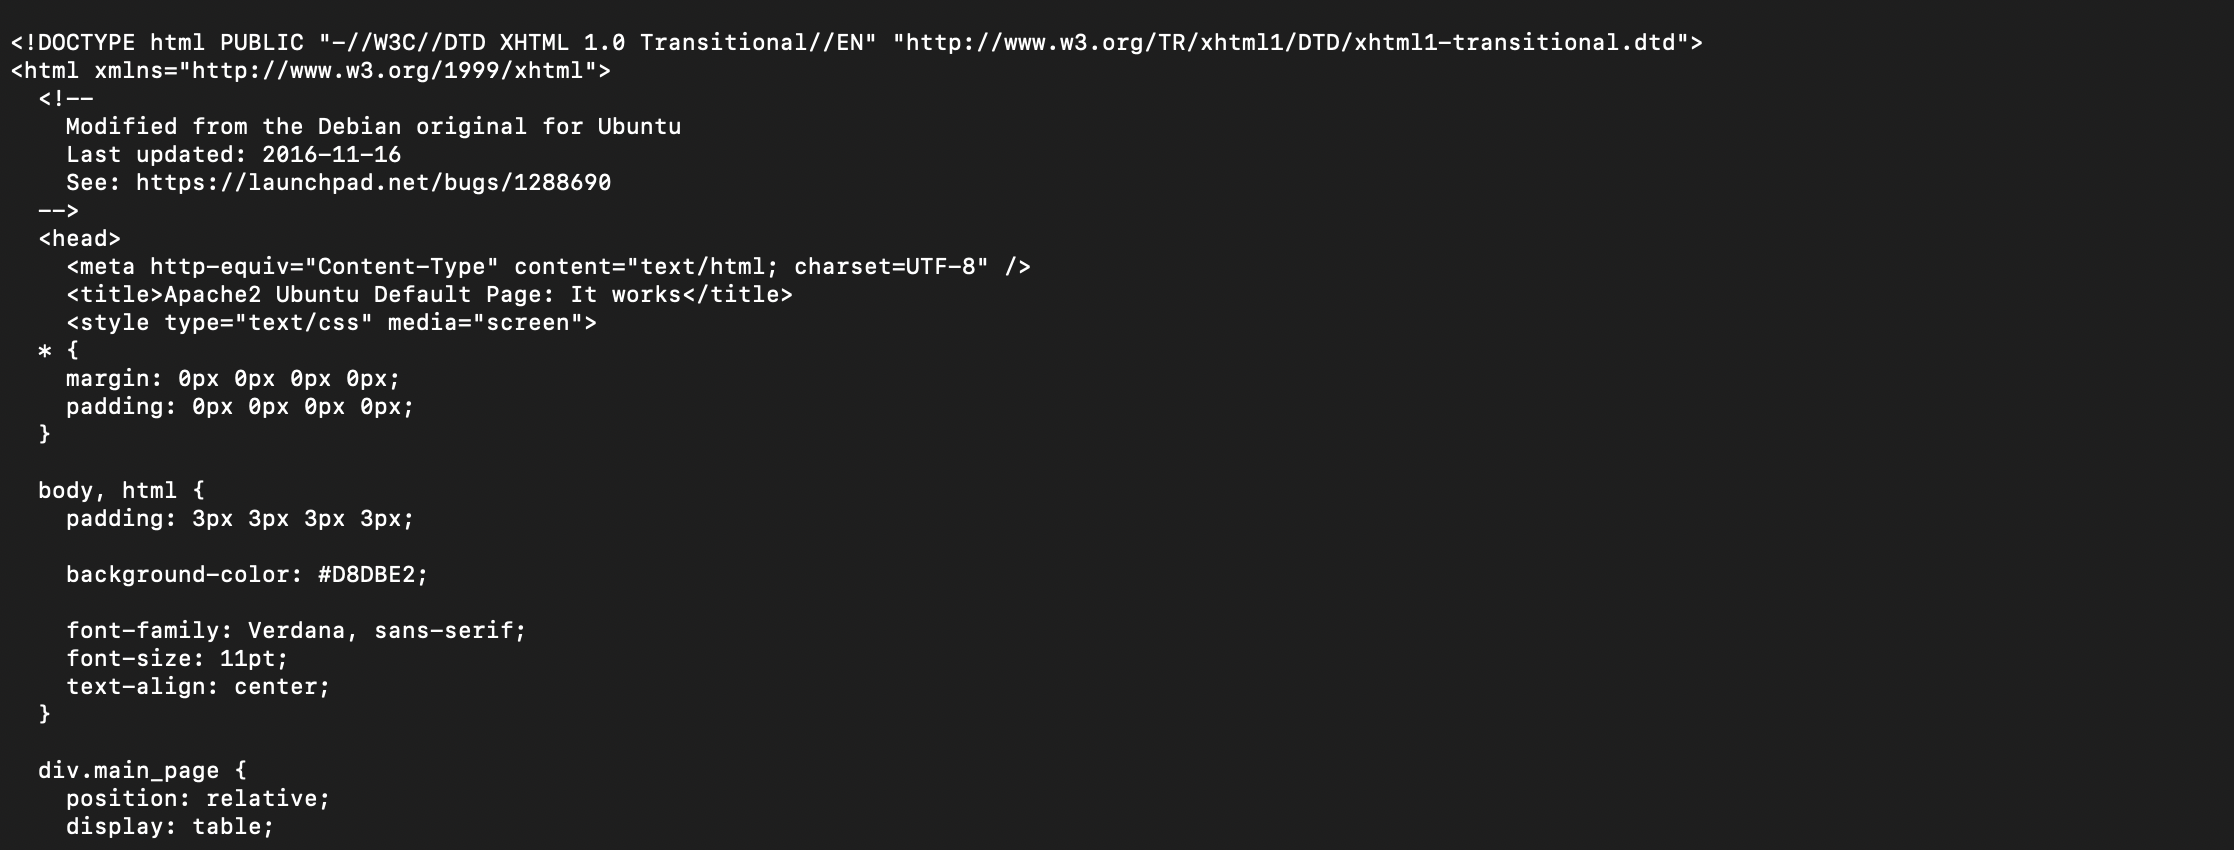 <!DOCTYPE html PUBLIC "-//W3C//DTD XHTML 1.0 Transitional//EN" "http://www.w3.org/TR/xhtml1/DTD/xhtml1-transitional.dtd">
<html xmlns="http://www.w3.org/1999/xhtml">
  <!--
    Modified from the Debian original for Ubuntu
    Last updated: 2016-11-16
    See: https://launchpad.net/bugs/1288690
  -->
  <head>
    <meta http-equiv="Content-Type" content="text/html; charset=UTF-8" />
    <title>Apache2 Ubuntu Default Page: It works</title>
    <style type="text/css" media="screen">
  * {
    margin: 0px 0px 0px 0px;
    padding: 0px 0px 0px 0px;
  }

  body, html {
    padding: 3px 3px 3px 3px;

    background-color: #D8DBE2;

    font-family: Verdana, sans-serif;
    font-size: 11pt;
    text-align: center;
  }

  div.main_page {
    position: relative;
    display: table;